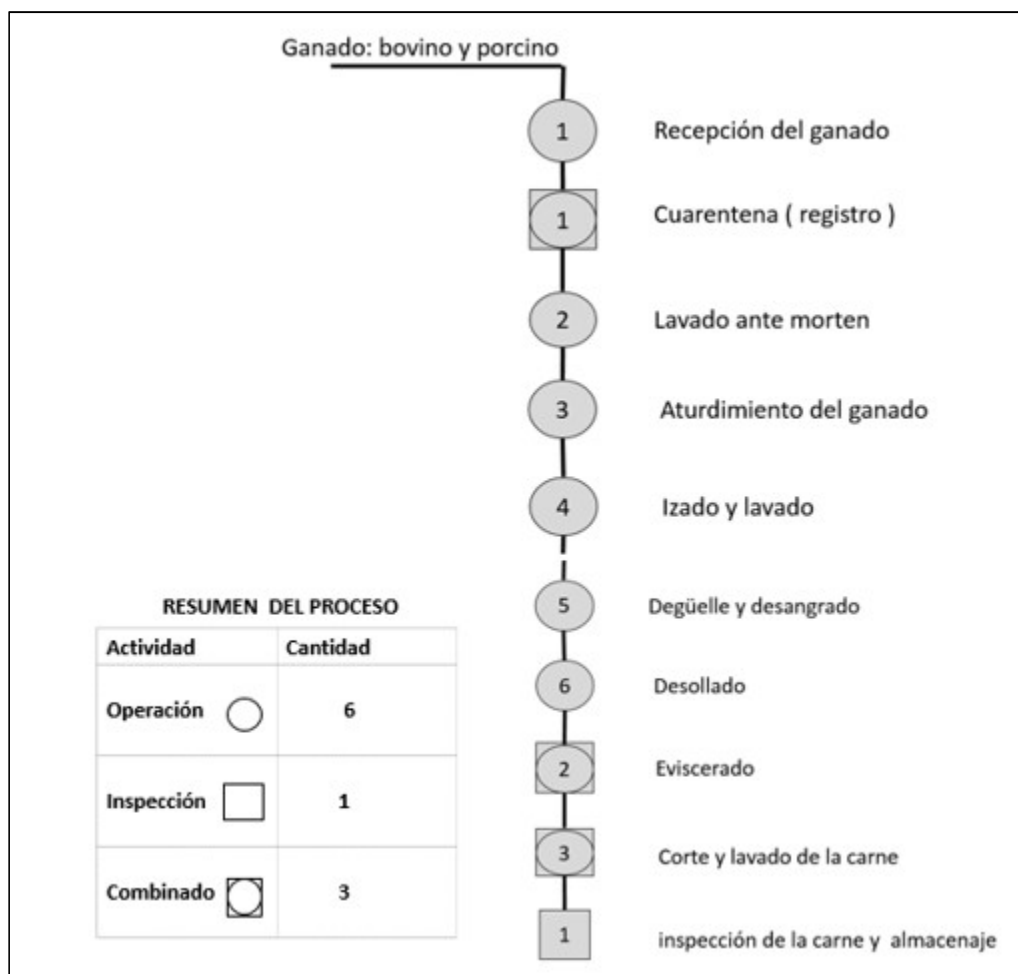 Ganado: bovino y porcino
1 Recepción del ganado
1 Cuarentena ( registro )
2 Lavado ante morten
3 Aturdimiento del ganado
4 Izado y lavado
5 Degüelle y desangrado
6 Desollado
2 Eviscerado
3 Corte y lavado de la carne
1 inspección de la carne y almacenaje
RESUMEN DEL PROCESO
Actividad Cantidad
Operación 6
Inspección 1
Combinado 3